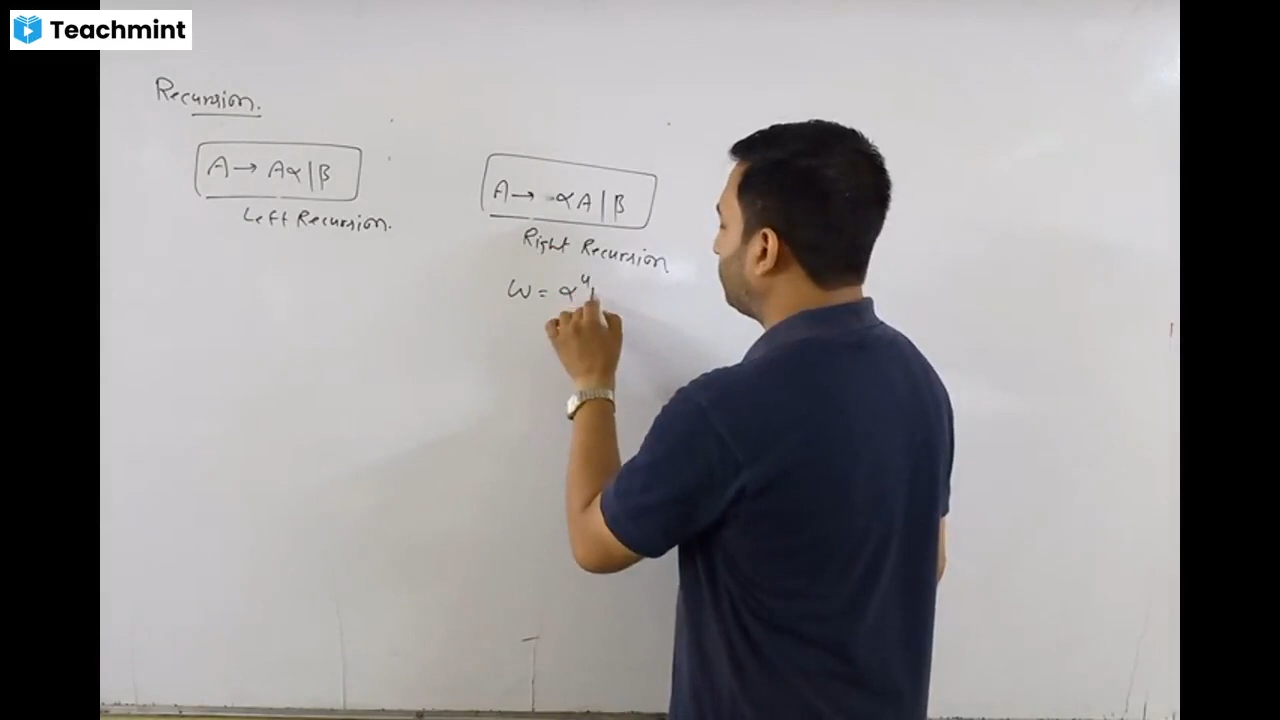 Teachmint
Recursion.
A → Aα | β
Left Recursion.
A → αA | β
Right Recursion
W = α⁴